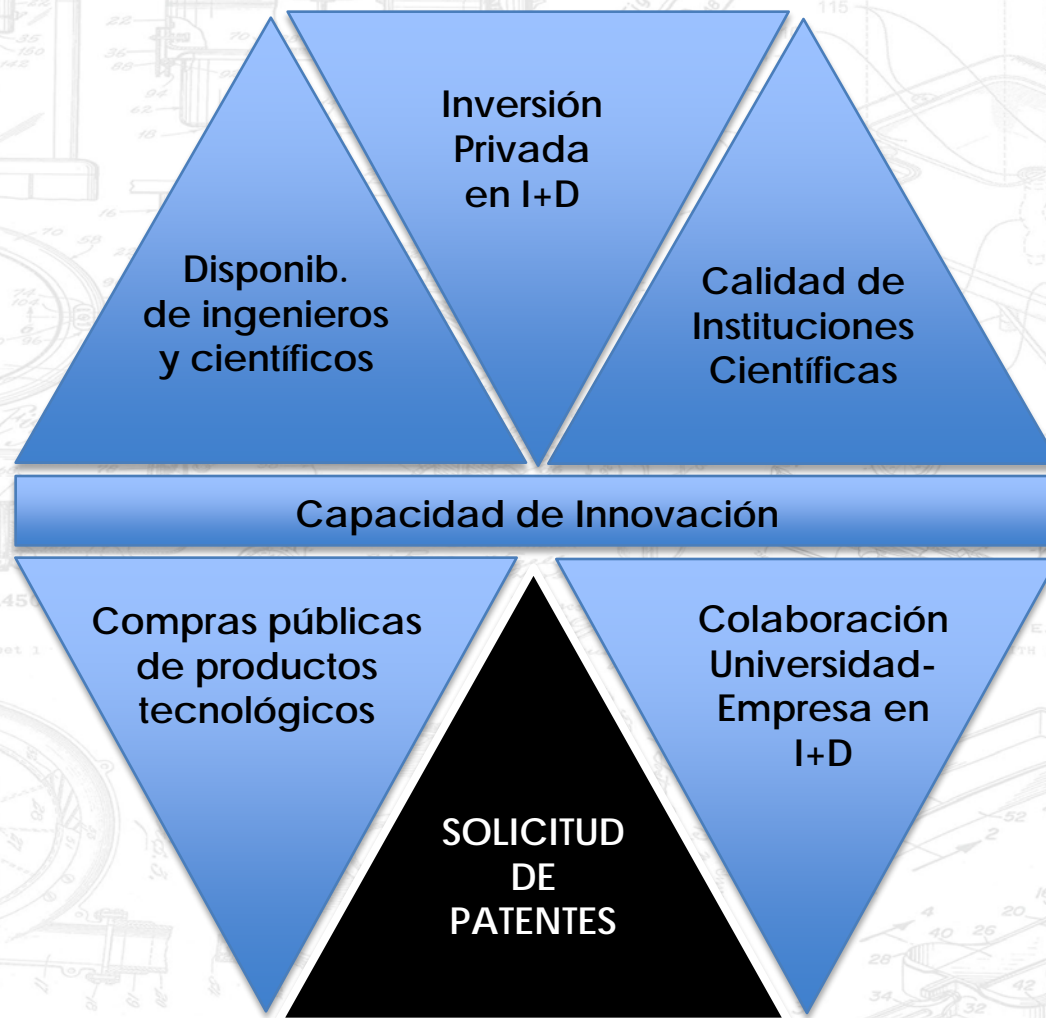 Inversión
Privada
en I+D
Disponib.
de ingenieros
y científicos
Calidad de
Instituciones
Científicas
Capacidad de Innovación
Compras públicas
de productos
tecnológicos
Colaboración
Universidad-
Empresa en
I+D
SOLICITUD
DE
PATENTES